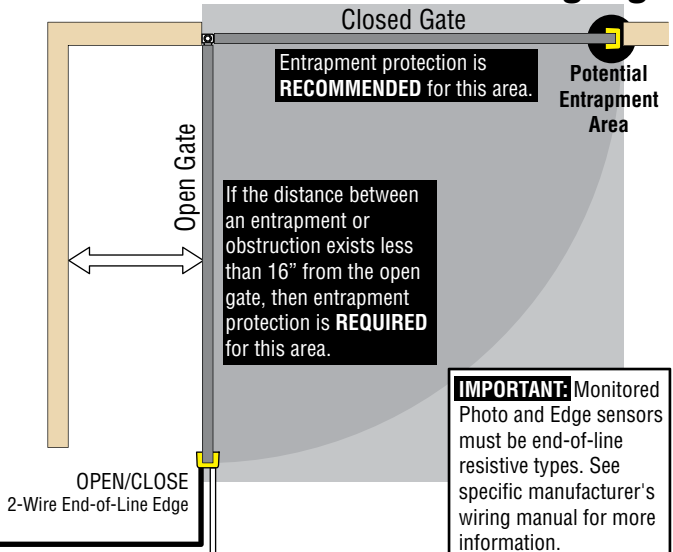 Closed Gate
Entrapment protection is
RECOMMENDED for this area.
Potential
Entrapment
Area
Open Gate
If the distance between
an entrapment or
obstruction exists less
than 16” from the open
gate, then entrapment
protection is REQUIRED
for this area.
IMPORTANT: Monitored
Photo and Edge sensors
must be end-of-line
resistive types. See
specific manufacturer's
wiring manual for more
information.
OPEN/CLOSE
2-Wire End-of-Line Edge